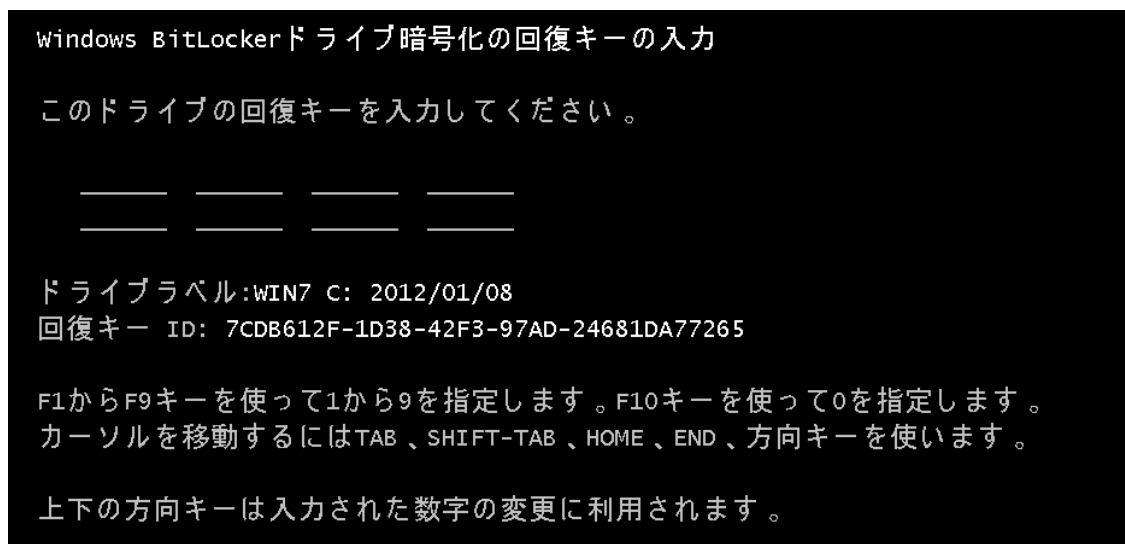 Windows BitLockerドライブ暗号化の回復キーの入力
このドライブの回復キーを入力してください。
ドライブラベル:WIN7 C: 2012/01/08
回復キー ID: 7CDB612F-1D38-42F3-97AD-24681DA77265
F1からF9キーを使って1から9を指定します。F10キーを使って0を指定します。
カーソルを移動するにはTAB、SHIFT-TAB、HOME、END、方向キーを使います。
上下の方向キーは入力された数字の変更に利用されます。